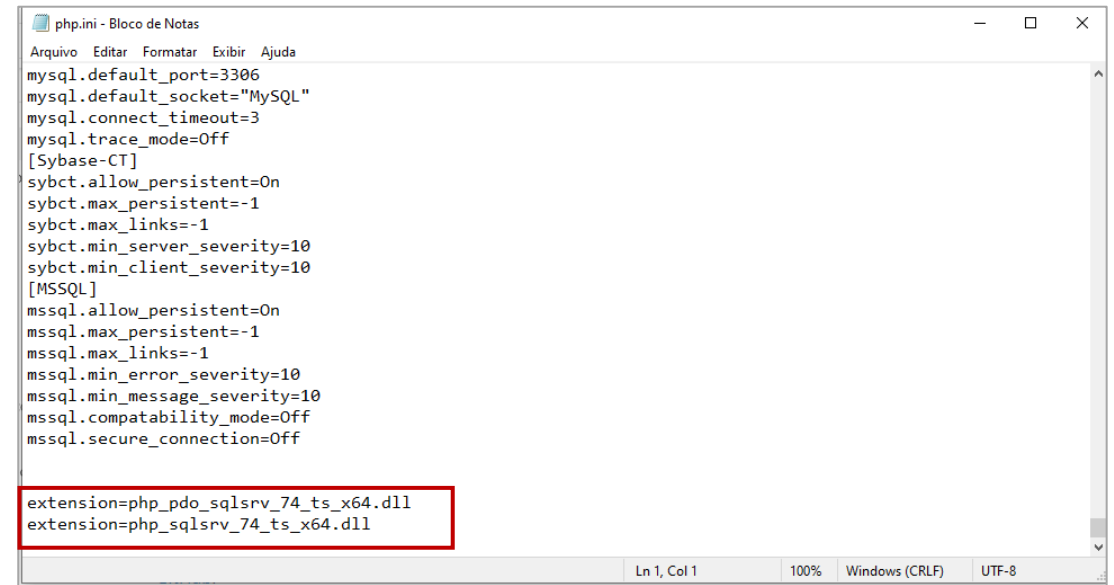 php.ini - Bloco de Notas
Arquivo Editar Formatar Exibir Ajuda
mysql.default_port=3306
mysql.default_socket="MySQL"
mysql.connect_timeout=3
mysql.trace_mode=Off
[Sybase-CT]
sybct.allow_persistent=On
sybct.max_persistent=-1
sybct.max_links=-1
sybct.min_server_severity=10
sybct.min_client_severity=10
[MSSQL]
mssql.allow_persistent=On
mssql.max_persistent=-1
mssql.max_links=-1
mssql.min_error_severity=10
mssql.min_message_severity=10
mssql.compatability_mode=Off
mssql.secure_connection=Off
extension=php_pdo_sqlsrv_74_ts_x64.dll
extension=php_sqlsrv_74_ts_x64.dll
Ln 1, Col 1 100% Windows (CRLF) UTF-8